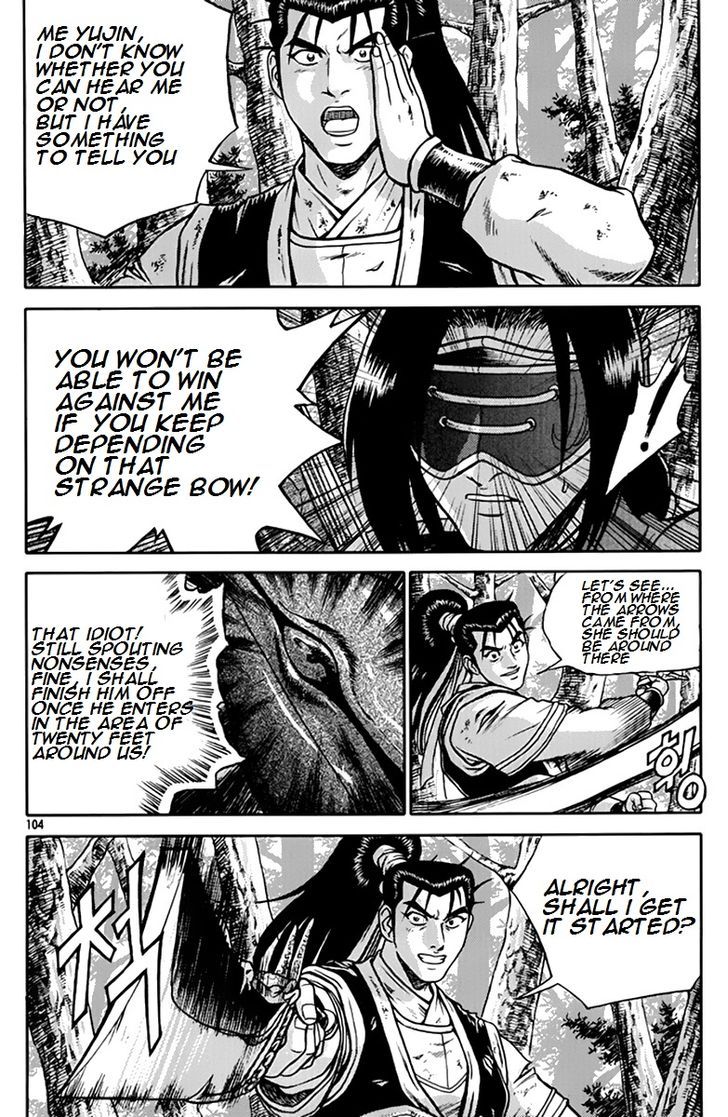 ME YUJIN,
I DON'T KNOW
WHETHER YOU
CAN HEAR ME
OR NOT,
BUT I HAVE
SOMETHING
TO TELL YOU
YOU WON'T BE
ABLE TO WIN
AGAINST ME
IF YOU KEEP
DEPENDING
ON THAT
STRANGE BOW!
!
THAT IDIOT!
STILL SPOUTING
NONSENSES,
FINE, I SHALL
FINISH HIM OFF
ONCE HE ENTERS
IN THE AREA OF
TWENTY FEET
AROUND US!
LET'S SEE...
FROM WHERE
THE ARROWS
CAME FROM,
SHE SHOULD
BE AROUND
THERE
휭
104
척
ALRIGHT,
SHALL I GET
IT STARTED?